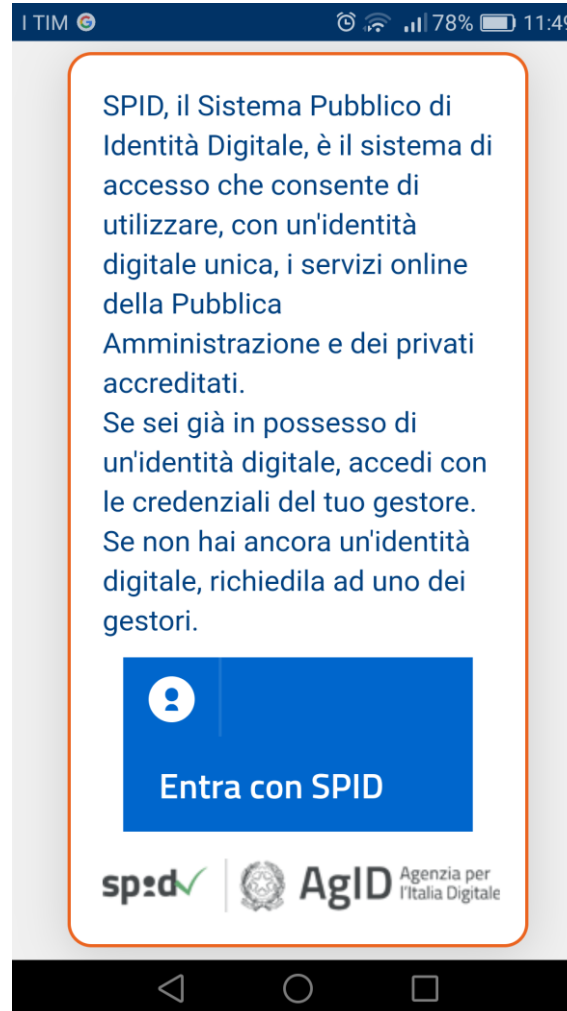 I TIM 78% 11:49
SPID, il Sistema Pubblico di
Identità Digitale, è il sistema di
accesso che consente di
utilizzare, con un'identità
digitale unica, i servizi online
della Pubblica
Amministrazione e dei privati
accreditati.
Se sei già in possesso di
un'identità digitale, accedi con
le credenziali del tuo gestore.
Se non hai ancora un'identità
digitale, richiedila ad uno dei
gestori.
Entra con SPID
spid AgID Agenzia per
l'Italia Digitale